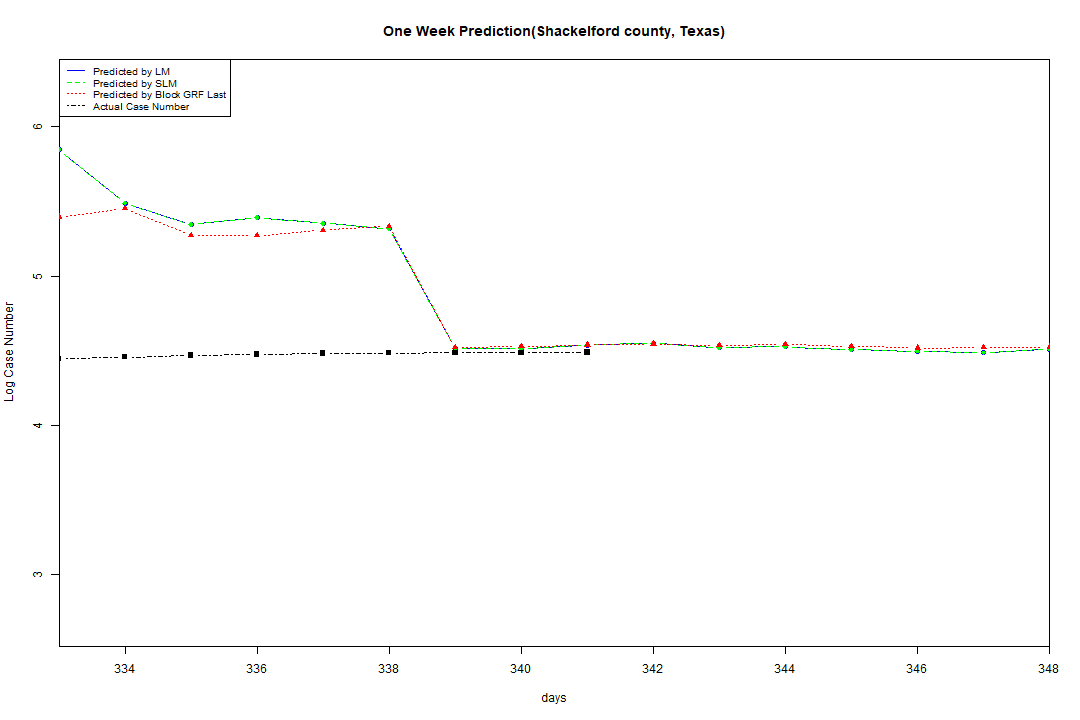 One Week Prediction(Shackelford county, Texas)
Predicted by LM
Predicted by SLM
Predicted by Block GRF Last
Actual Case Number
6
5
4
3
Log Case Number
334 336 338 340 342 344 346 348
days